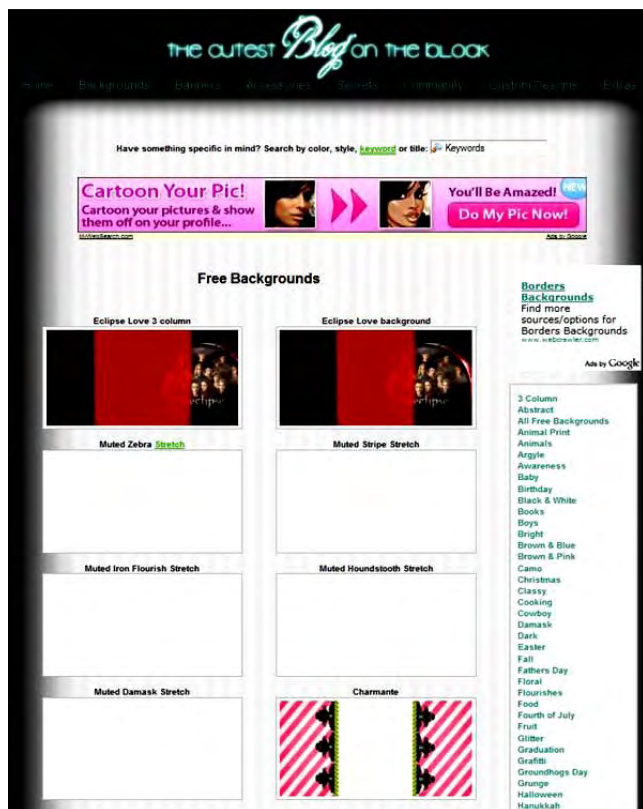 THE CUTEST Blog ON THE BLOCK
Home Backgrounds Banners Accessories Community Custom Designs Extras
Have something specific in mind? Search by color, style, keyword or title: Keywords
Cartoon Your Pic!
Cartoon your pictures & show
them off on your profile...
You'll Be Amazed!
NEW
Do My Pic Now!
MyWebSearch.com
Ads by Google
Free Backgrounds
Eclipse Love 3 column
Eclipse Love background
eclipse
eclipse
Muted Zebra Stretch
Muted Stripe Stretch
Muted Iron Flourish Stretch
Muted Houndstooth Stretch
Muted Damask Stretch
Charmante
Borders
Backgrounds
Find more
sources/options for
Borders Backgrounds
www.webcrawler.com
Ads by Google
3 Column
Abstract
All Free Backgrounds
Animal Print
Animals
Argyle
Awareness
Baby
Birthday
Black & White
Books
Boys
Bright
Brown & Blue
Brown & Pink
Camo
Christmas
Classy
Cooking
Cowboy
Damask
Dark
Easter
Fall
Fathers Day
Floral
Flourishes
Food
Fourth of July
Fruit
Glitter
Graduation
Grafitti
Groundhogs Day
Grunge
Halloween
Hanukkah